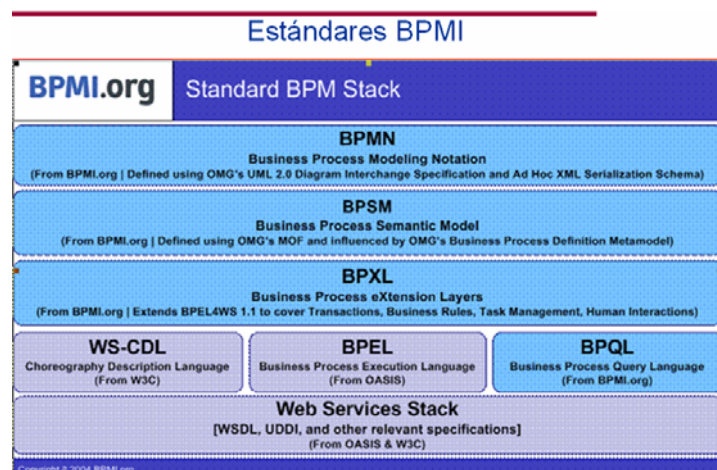 Estándares BPMI
BPMI.org
Standard BPM Stack
BPMN
Business Process Modeling Notation
(From BPMI.org | Defined using OMG's UML 2.0 Diagram Interchange Specification and Ad Hoc XML Serialization Schema)
BPSM
Business Process Semantic Model
(From BPMI.org | Defined using OMG's MOF and influenced by OMG's Business Process Definition Metamodel)
BPXL
Business Process eXtension Layers
(From BPMI.org | Extends BPEL4WS 1.1 to cover Transactions, Business Rules, Task Management, Human Interactions)
WS-CDL
Choreography Description Language
(From W3C)
BPEL
Business Process Execution Language
(From OASIS)
BPQL
Business Process Query Language
(From BPMI.org)
Web Services Stack
[WSDL, UDDI, and other relevant specifications]
(From OASIS & W3C)
Copyright © 2004 BPMI.org